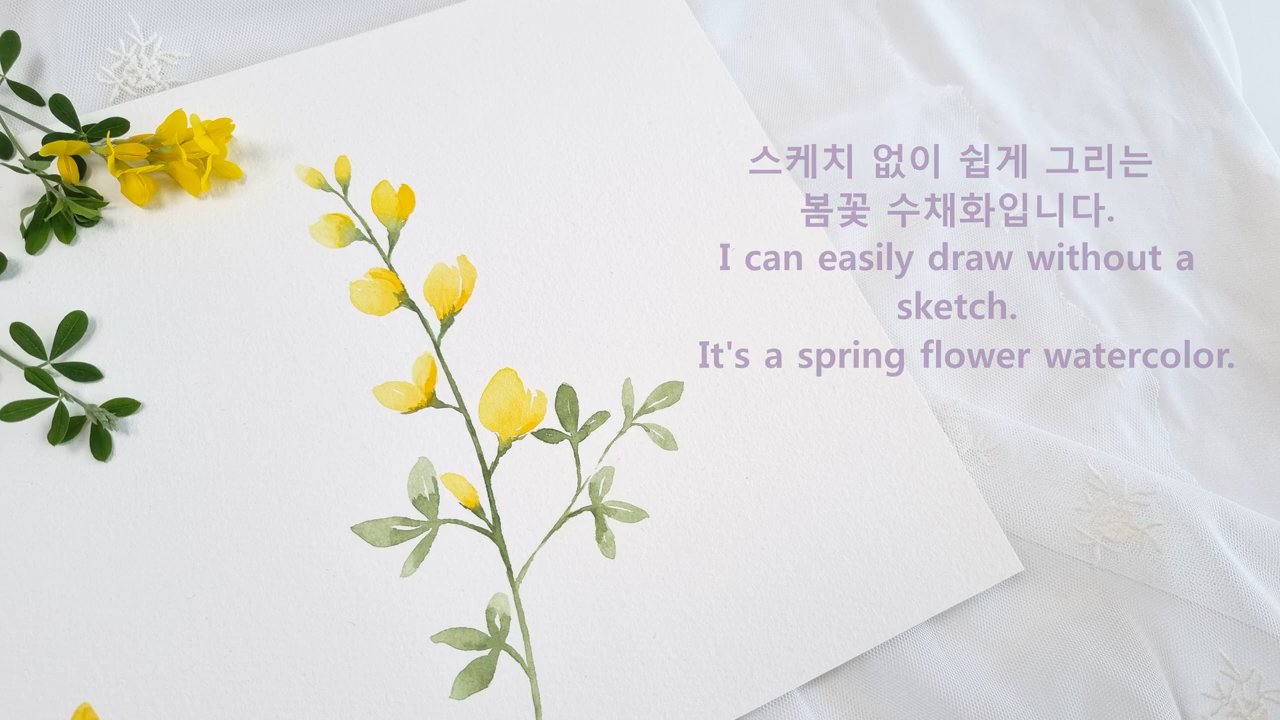 스케치 없이 쉽게 그리는
봄꽃 수채화입니다.
I can easily draw without a
sketch.
It's a spring flower watercolor.